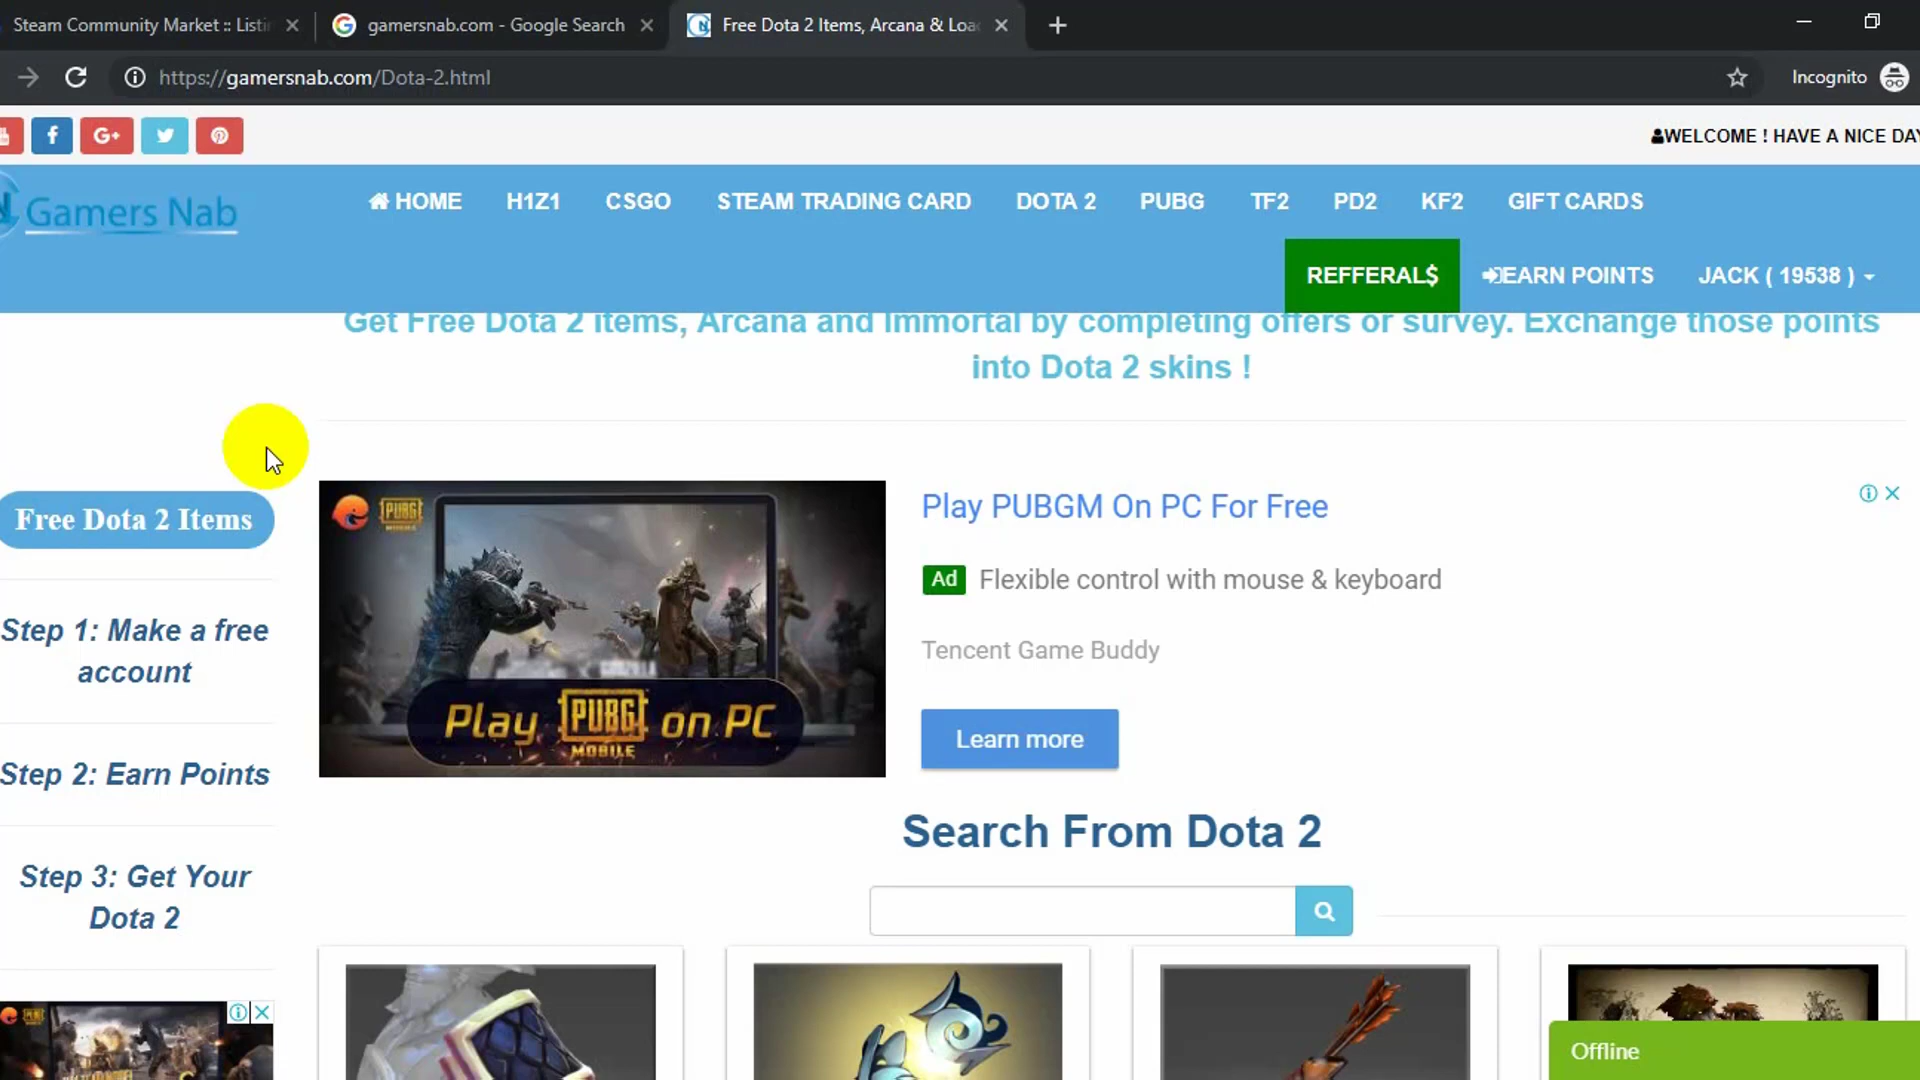 Steam Community Market :: Listi
gamersnab.com - Google Search
Free Dota 2 Items, Arcana & Loa
https://gamersnab.com/Dota-2.html
Incognito
G+
WELCOME ! HAVE A NICE DAY
Gamers Nab
HOME
H1Z1
CSGO
STEAM TRADING CARD
DOTA 2
PUBG
TF2
PD2
KF2
GIFT CARDS
REFFERAL$
EARN POINTS
JACK ( 19538 )
Get Free Dota 2 items, Arcana and Immortal by completing offers or survey. Exchange those points
into Dota 2 skins !
Free Dota 2 Items
Step 1: Make a free
account
Step 2: Earn Points
Step 3: Get Your
Dota 2
PUBG
MOBILE
Play PUBG on PC
MOBILE
Play PUBGM On PC For Free
Ad Flexible control with mouse & keyboard
Tencent Game Buddy
Learn more
Search From Dota 2
Offline